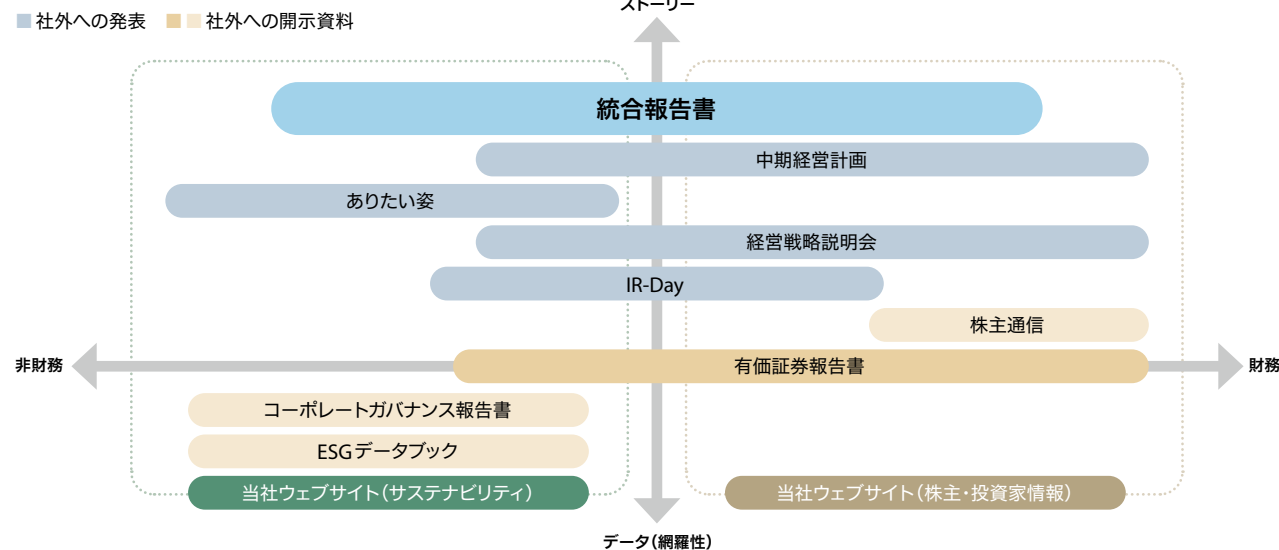 ストーリー
社外への発表 社外への開示資料
統合報告書
中期経営計画
ありたい姿
経営戦略説明会
IR-Day
株主通信
非財務 有価証券報告書 財務
コーポレートガバナンス報告書
ESGデータブック
当社ウェブサイト（サステナビリティ） 当社ウェブサイト（株主・投資家情報）
データ（網羅性）